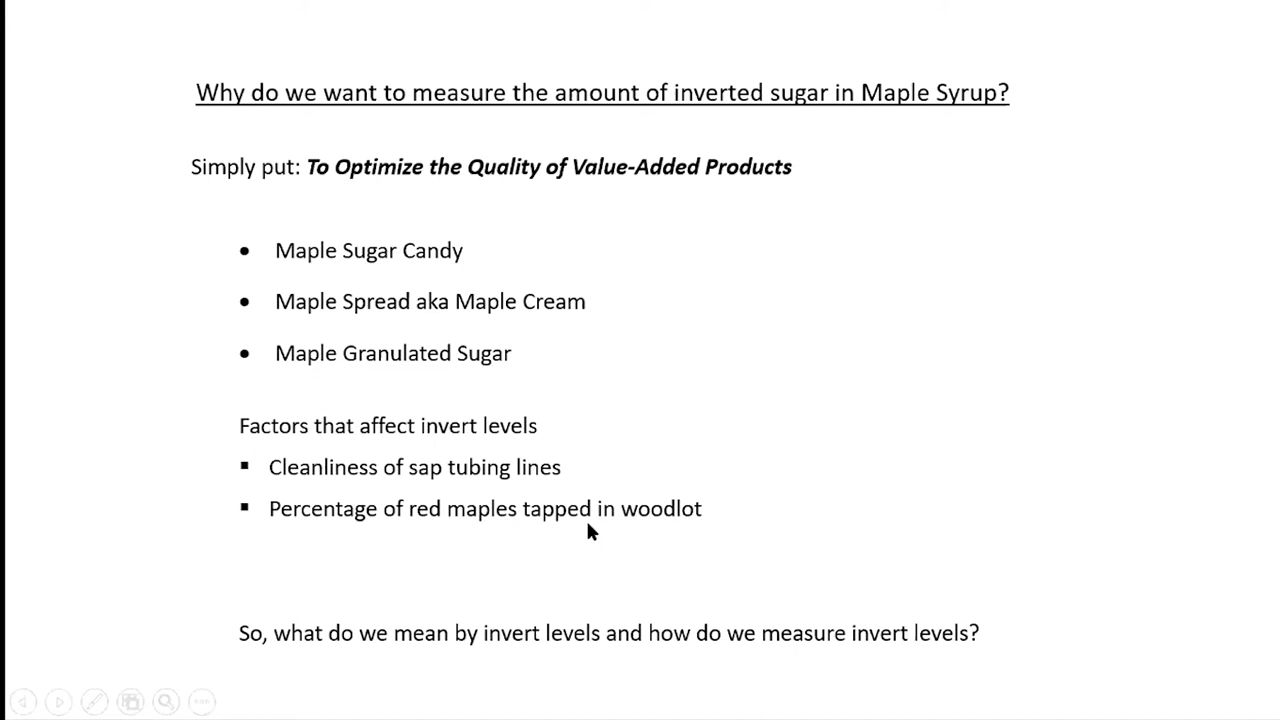 Why do we want to measure the amount of inverted sugar in Maple Syrup?
Simply put: To Optimize the Quality of Value-Added Products
• Maple Sugar Candy
• Maple Spread aka Maple Cream
• Maple Granulated Sugar
Factors that affect invert levels
▪ Cleanliness of sap tubing lines
▪ Percentage of red maples tapped in woodlot
So, what do we mean by invert levels and how do we measure invert levels?